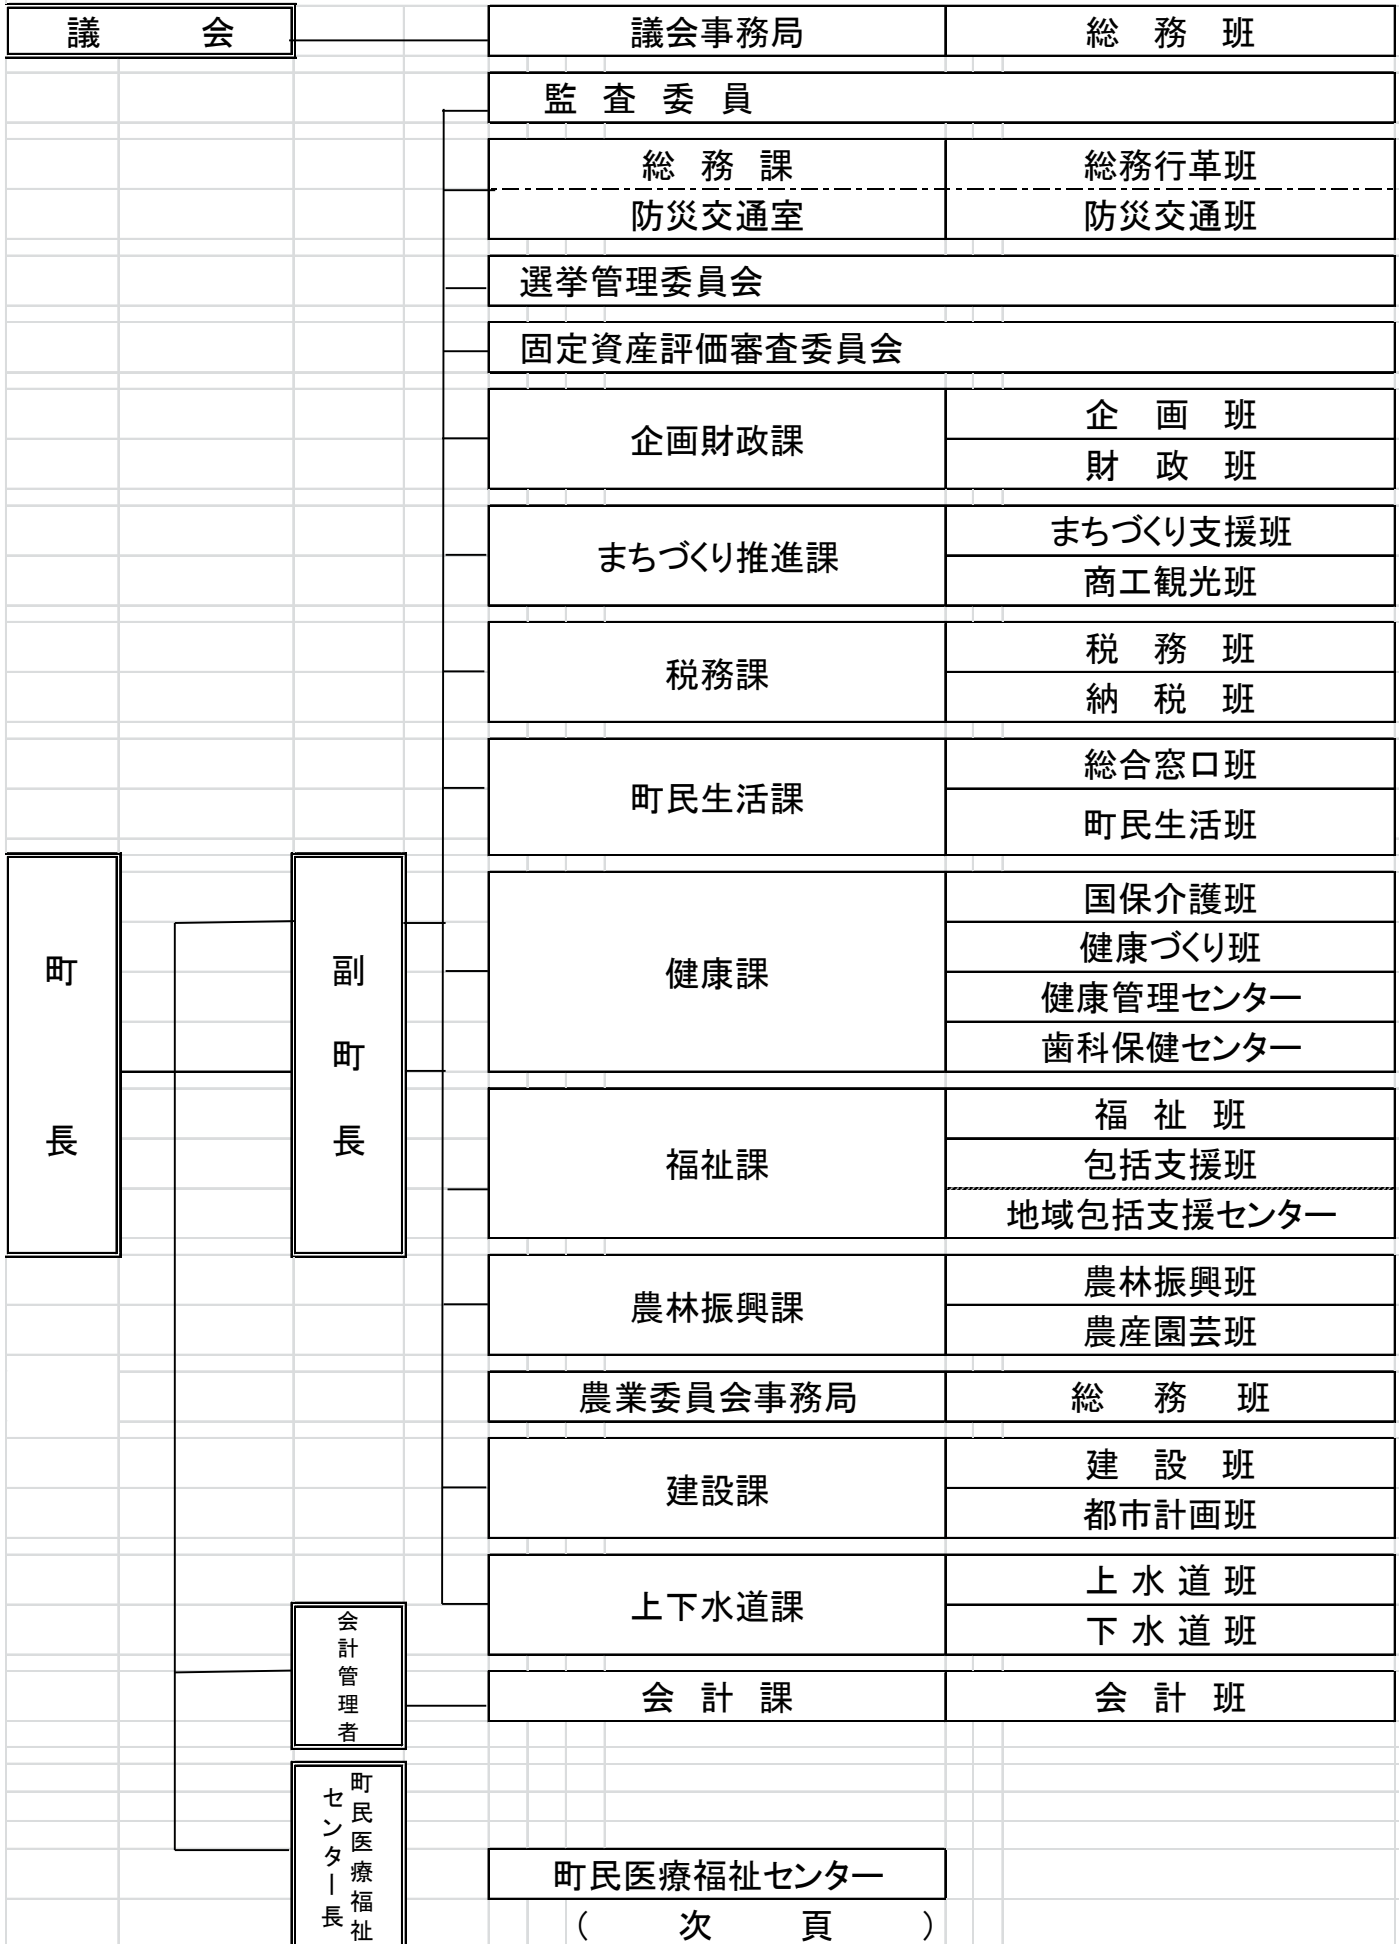 議　会
議会事務局
総　務　班
監　査　委　員
総　務　課
総務行革班
防災交通室
防災交通班
選挙管理委員会
固定資産評価審査委員会
企画財政課
企　画　班
財　政　班
まちづくり推進課
まちづくり支援班
商工観光班
税務課
税　務　班
納　税　班
町民生活課
総合窓口班
町民生活班
町長
副町長
健康課
国保介護班
健康づくり班
健康管理センター
歯科保健センター
福祉課
福　祉　班
包括支援班
地域包括支援センター
農林振興課
農林振興班
農産園芸班
農業委員会事務局
総　務　班
建設課
建　設　班
都市計画班
上下水道課
上　水　道　班
下　水　道　班
会計管理者
会　計　課
会　計　班
町民医療福祉
センター長
町民医療福祉センター
（　次　頁　）